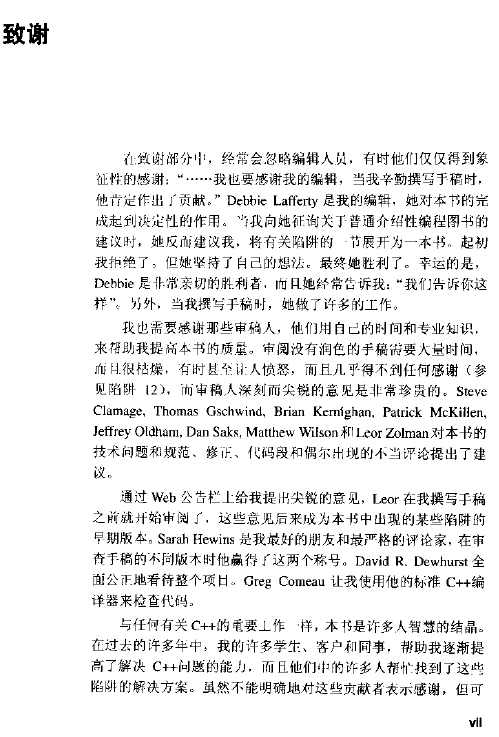 致谢
在致谢部分中，经常会忽略编辑人员，有时他们仅仅得到象
征性的感谢：“……我也要感谢我的编辑，当我辛勤撰写手稿时，
他肯定作出了贡献。”Debbie Lafferty 是我的编辑，她对本书的完
成起到决定性的作用。当我向她征询关于普通介绍性编程图书的
建议时，她反而建议我，将有关陷阱的一节展开为一本书。起初
我拒绝了。但她坚持了自己的想法。最终她胜利了。幸运的是，
Debbie 是非常亲切的胜利者，而且她经常告诉我：“我们告诉你这
样”。另外，当我撰写手稿时，她做了许多的工作。
我也需要感谢那些审稿人，他们用自己的时间和专业知识，
来帮助我提高本书的质量。审阅没有润色的手稿需要大量时间，
而且很枯燥，有时甚至让人愤怒，而且几乎得不到任何感谢（参
见陷阱 12），而审稿人深刻而尖锐的意见是非常珍贵的。Steve
Clamage, Thomas Gschwind, Brian Kernighan, Patrick McKillen,
Jeffrey Oldham, Dan Saks, Matthew Wilson 和 Leor Zolman 对本书的
技术问题和规范、修正、代码段和偶尔出现的不当评论提出了建
议。
通过 Web 公告栏上给我提出尖锐的意见，Leor 在我撰写手稿
之前就开始审阅了，这些意见后来成为本书中出现的某些陷阱的
早期版本。Sarah Hewins 是我最好的朋友和最严格的评论家，在审
查手稿的不同版本时他赢得了这两个称号。David R. Dewhurst 全
面公正地看待整个项目。Greg Comeau 让我使用他的标准 C++编
译器来检查代码。
与任何有关 C++的重要工作一样，本书是许多人智慧的结晶。
在过去的许多年中，我的许多学生、客户和同事，帮助我逐渐提
高了解决 C++问题的能力，而且他们中的许多人帮忙找到了这些
陷阱的解决方案。虽然不能明确地对这些贡献者表示感谢，但可
vii